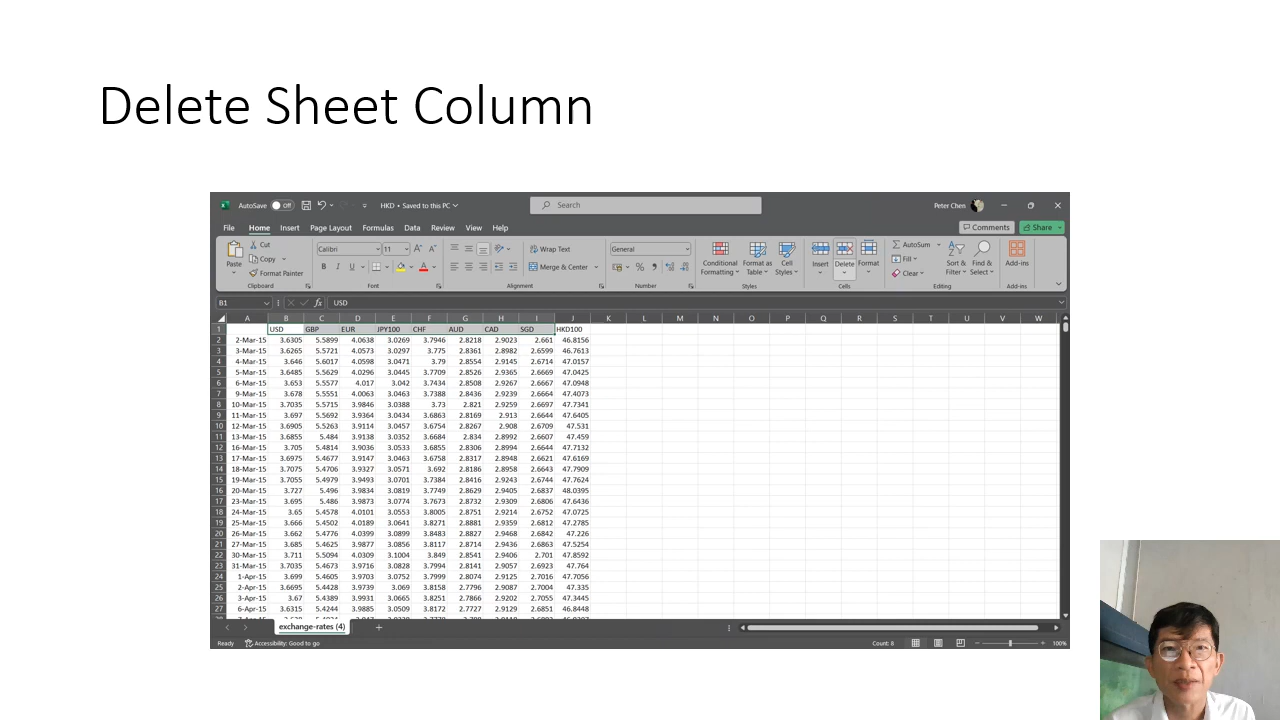 Delete Sheet Column
AutoSave Off HKD • Saved to this PC Search Peter Chen
File Home Insert Page Layout Formulas Data Review View Help Comments Share
Paste Cut Copy Format Painter Calibri 11 Wrap Text Merge & Center General Conditional Formatting Format as Table Cell Styles Insert Delete Format AutoSum Fill Clear Sort & Filter Find & Select Add-ins
Clipboard Font Alignment Number Styles Cells Editing Add-ins
B1 fx USD
A B C D E F G H I J K L M N O P Q R S T U V W
1 USD GBP EUR JPY100 CHF AUD CAD SGD HKD100
2 2-Mar-15 3.6305 5.5899 4.0638 3.0269 3.7946 2.8218 2.9023 2.661 46.8156
3 3-Mar-15 3.6265 5.5721 4.0573 3.0297 3.775 2.8361 2.8982 2.6599 46.7613
4 4-Mar-15 3.646 5.6017 4.0598 3.0471 3.79 2.8554 2.9145 2.6714 47.0157
5 5-Mar-15 3.6485 5.5629 4.0296 3.0445 3.7709 2.8526 2.9365 2.6669 47.0425
6 6-Mar-15 3.653 5.5577 4.017 3.042 3.7434 2.8508 2.9267 2.6667 47.0948
7 9-Mar-15 3.678 5.5551 4.0063 3.0463 3.7388 2.8436 2.9239 2.6664 47.4073
8 10-Mar-15 3.7035 5.5715 3.9846 3.0388 3.73 2.821 2.9259 2.6697 47.7341
9 11-Mar-15 3.697 5.5692 3.9364 3.0434 3.6863 2.8169 2.913 2.6644 47.6405
10 12-Mar-15 3.6905 5.5263 3.9114 3.0457 3.6754 2.8267 2.908 2.6709 47.531
11 13-Mar-15 3.6855 5.484 3.9138 3.0352 3.6684 2.834 2.8992 2.6607 47.459
12 16-Mar-15 3.705 5.4814 3.9036 3.0533 3.6855 2.8306 2.8994 2.6644 47.7132
13 17-Mar-15 3.6975 5.4677 3.9147 3.0463 3.6758 2.8317 2.8948 2.6621 47.6169
14 18-Mar-15 3.7075 5.4706 3.9327 3.0571 3.692 2.8186 2.8958 2.6643 47.7909
15 19-Mar-15 3.7055 5.4979 3.9493 3.0701 3.7384 2.8416 2.9243 2.6744 47.7624
16 20-Mar-15 3.727 5.496 3.9834 3.0819 3.7749 2.8629 2.9405 2.6837 48.0395
17 23-Mar-15 3.695 5.486 3.9873 3.0774 3.7673 2.8732 2.9309 2.6806 47.6436
18 24-Mar-15 3.65 5.4578 4.0101 3.0553 3.8005 2.8751 2.9214 2.6752 47.0725
19 25-Mar-15 3.666 5.4502 4.0189 3.0641 3.8271 2.8881 2.9359 2.6812 47.2785
20 26-Mar-15 3.662 5.4776 4.0399 3.0899 3.8483 2.8827 2.9468 2.6842 47.226
21 27-Mar-15 3.685 5.4625 3.9877 3.0856 3.8117 2.8714 2.9436 2.6863 47.5254
22 30-Mar-15 3.711 5.5094 4.0309 3.1004 3.849 2.8541 2.9406 2.701 47.8592
23 31-Mar-15 3.7035 5.4673 3.9716 3.0828 3.7994 2.8141 2.9057 2.6923 47.764
24 1-Apr-15 3.699 5.4605 3.9703 3.0752 3.7999 2.8074 2.9125 2.7016 47.7056
25 2-Apr-15 3.6695 5.4428 3.9739 3.069 3.8158 2.7796 2.9087 2.7004 47.335
26 3-Apr-15 3.67 5.4389 3.9931 3.0665 3.8251 2.7866 2.9202 2.7055 47.3445
27 6-Apr-15 3.6315 5.4244 3.9885 3.0509 3.8172 2.7727 2.9129 2.6851 46.8448
exchange-rates (4)
Ready Accessibility: Good to go Count: 8 100%